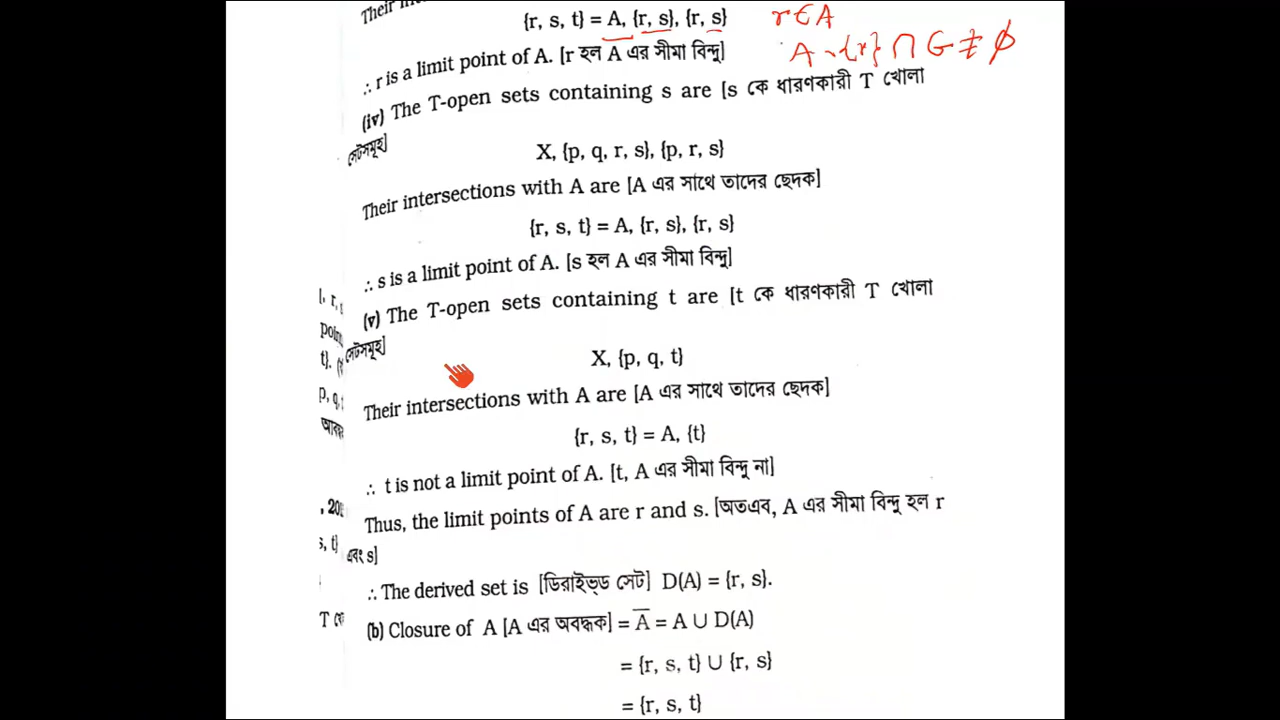 Their
{r, s, t} = A, {r, s}, {r, s}
r ∈ A
∴ r is a limit point of A. [r হল A এর সীমা বিন্দু]
A - {r} ∩ G ≠ ϕ
(iv) The T-open sets containing s are [s কে ধারণকারী T খোলা
সেটসমূহ]
X, {p, q, r, s}, {p, r, s}
Their intersections with A are [A এর সাথে তাদের ছেদক]
{r, s, t} = A, {r, s}, {r, s}
∴ s is a limit point of A. [s হল A এর সীমা বিন্দু]
(v) The T-open sets containing t are [t কে ধারণকারী T খোলা
সেটসমূহ]
X, {p, q, t}
Their intersections with A are [A এর সাথে তাদের ছেদক]
{r, s, t} = A, {t}
∴ t is not a limit point of A. [t, A এর সীমা বিন্দু না]
Thus, the limit points of A are r and s. [অতএব, A এর সীমা বিন্দু হল r
এবং s]
∴ The derived set is [ডিরাইভ্ড সেট] D(A) = {r, s}.
(b) Closure of A [A এর অবদ্ধক] = A̅ = A ∪ D(A)
= {r, s, t} ∪ {r, s}
= {r, s, t}